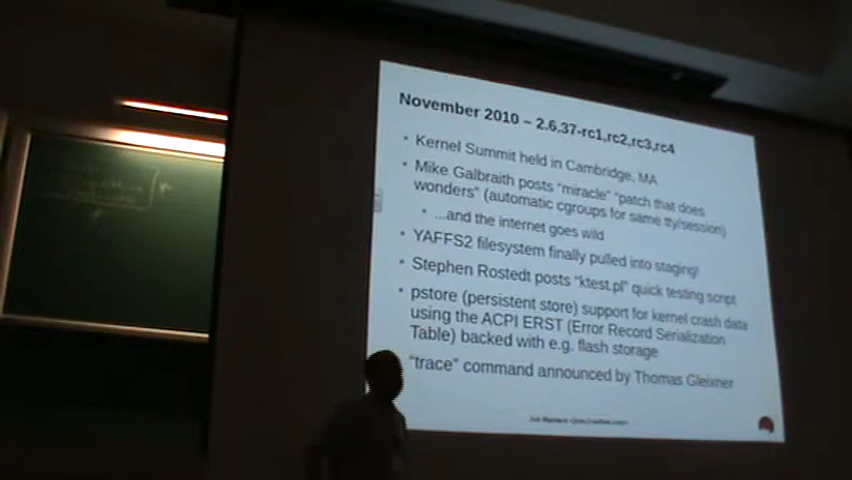 November 2010 – 2.6.37-rc1,rc2,rc3,rc4
• Kernel Summit held in Cambridge, MA
• Mike Galbraith posts “miracle” “patch that does
wonders” (automatic cgroups for same tty/session)
• ...and the internet goes wild
• YAFFS2 filesystem finally pulled into staging!
• Stephen Rostedt posts “ktest.pl” quick testing script
• pstore (persistent store) support for kernel crash data
using the ACPI ERST (Error Record Serialization
Table) backed with e.g. flash storage
“trace” command announced by Thomas Gleixner